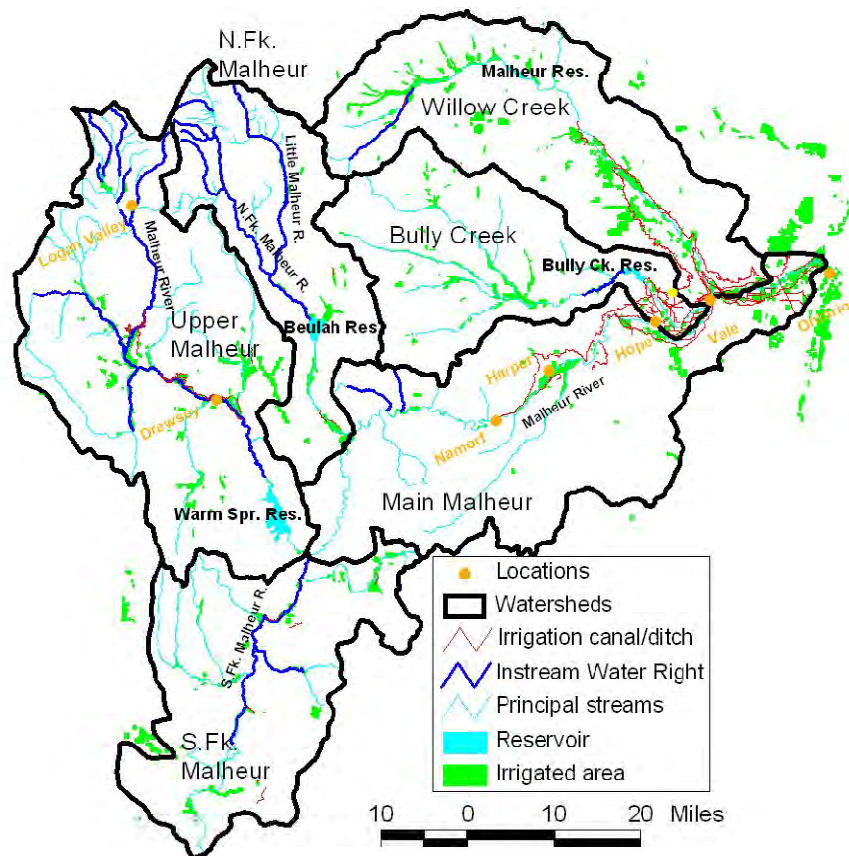 N.Fk.
Malheur
Malheur Res.
Willow Creek
Little Malheur R.
N.Fk. Malheur R.
Logan Valley
Malheur River
Bully Creek
Bully Ck. Res.
Upper
Malheur
Beulah Res.
Ontario
Vale
Hope
Harper
Malheur River
Drewsey
Namorf
Main Malheur
Warm Spr. Res.
S.Fk. Malheur R.
S.Fk.
Malheur
Locations
Watersheds
Irrigation canal/ditch
Instream Water Right
Principal streams
Reservoir
Irrigated area
10 0 10 20 Miles